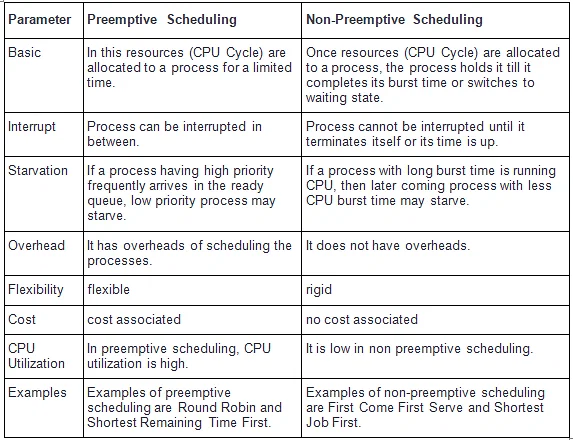 Parameter Preemptive Scheduling Non-Preemptive Scheduling
Basic In this resources (CPU Cycle) are Once resources (CPU Cycle) are allocated
allocated to a process for a limited to a process, the process holds it till it
time. completes its burst time or switches to
waiting state.
Interrupt Process can be interrupted in Process cannot be interrupted until it
between. terminates itself or its time is up.
Starvation If a process having high priority If a process with long burst time is running
frequently arrives in the ready CPU, then later coming process with less
queue, low priority process may CPU burst time may starve.
starve.
Overhead It has overheads of scheduling the It does not have overheads.
processes.
Flexibility flexible rigid
Cost cost associated no cost associated
CPU In preemptive scheduling, CPU It is low in non preemptive scheduling.
Utilization utilization is high.
Examples Examples of preemptive Examples of non-preemptive scheduling
scheduling are Round Robin and are First Come First Serve and Shortest
Shortest Remaining Time First. Job First.